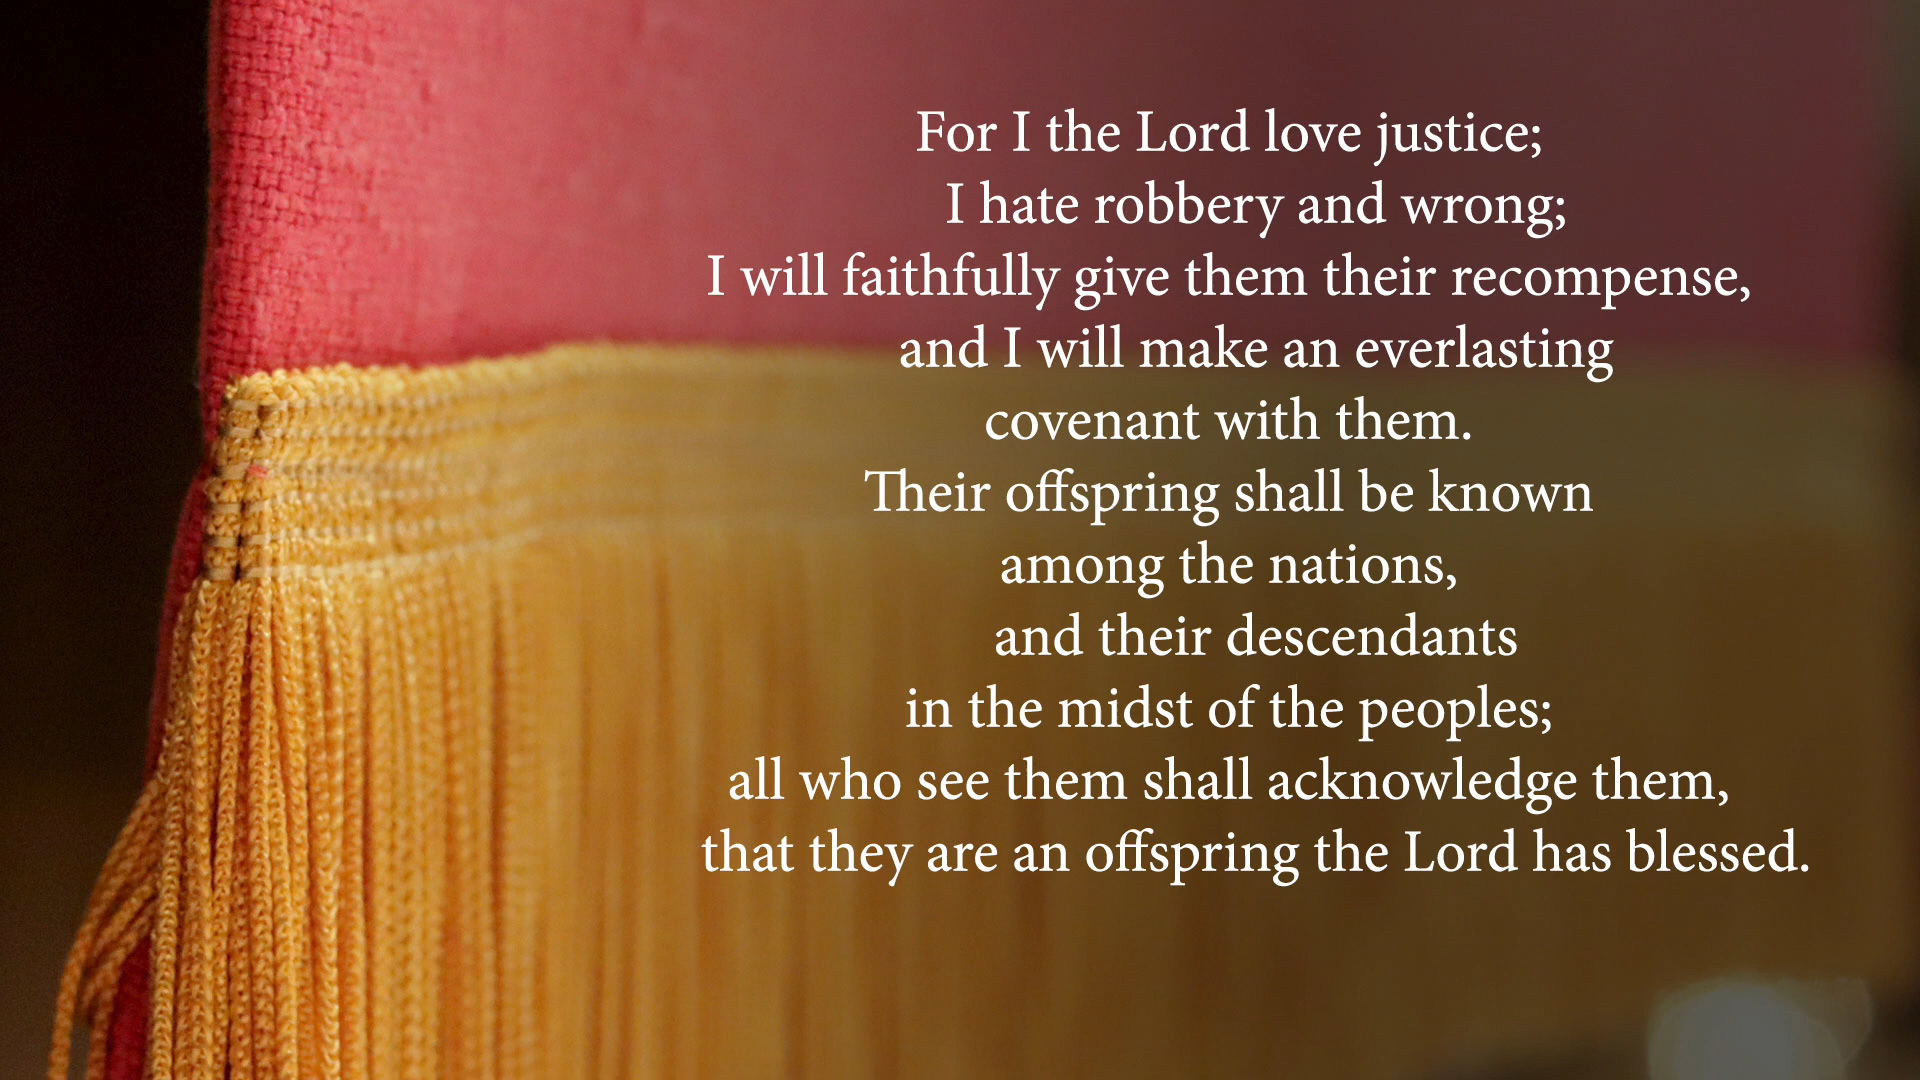 For I the Lord love justice;
I hate robbery and wrong;
I will faithfully give them their recompense,
and I will make an everlasting
covenant with them.
Their offspring shall be known
among the nations,
and their descendants
in the midst of the peoples;
all who see them shall acknowledge them,
that they are an offspring the Lord has blessed.